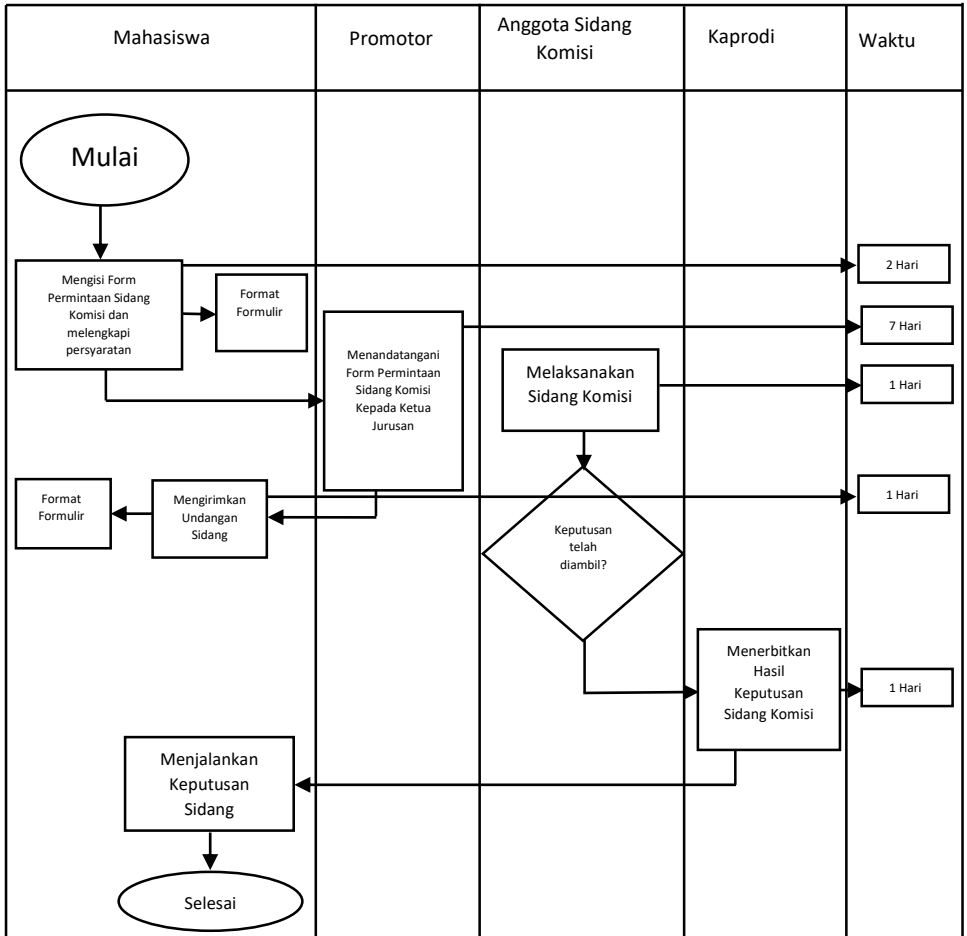 Mahasiswa
Promotor
Anggota Sidang
Komisi
Kaprodi
Waktu
Mulai
Mengisi Form
Permintaan Sidang
Komisi dan
melengkapi
persyaratan
Format
Formulir
2 Hari
Menandatangani
Form Permintaan
Sidang Komisi
Kepada Ketua
Jurusan
7 Hari
Melaksanakan
Sidang Komisi
1 Hari
Format
Formulir
Mengirimkan
Undangan
Sidang
1 Hari
Keputusan
telah
diambil?
Menerbitkan
Hasil
Keputusan
Sidang Komisi
1 Hari
Menjalankan
Keputusan
Sidang
Selesai